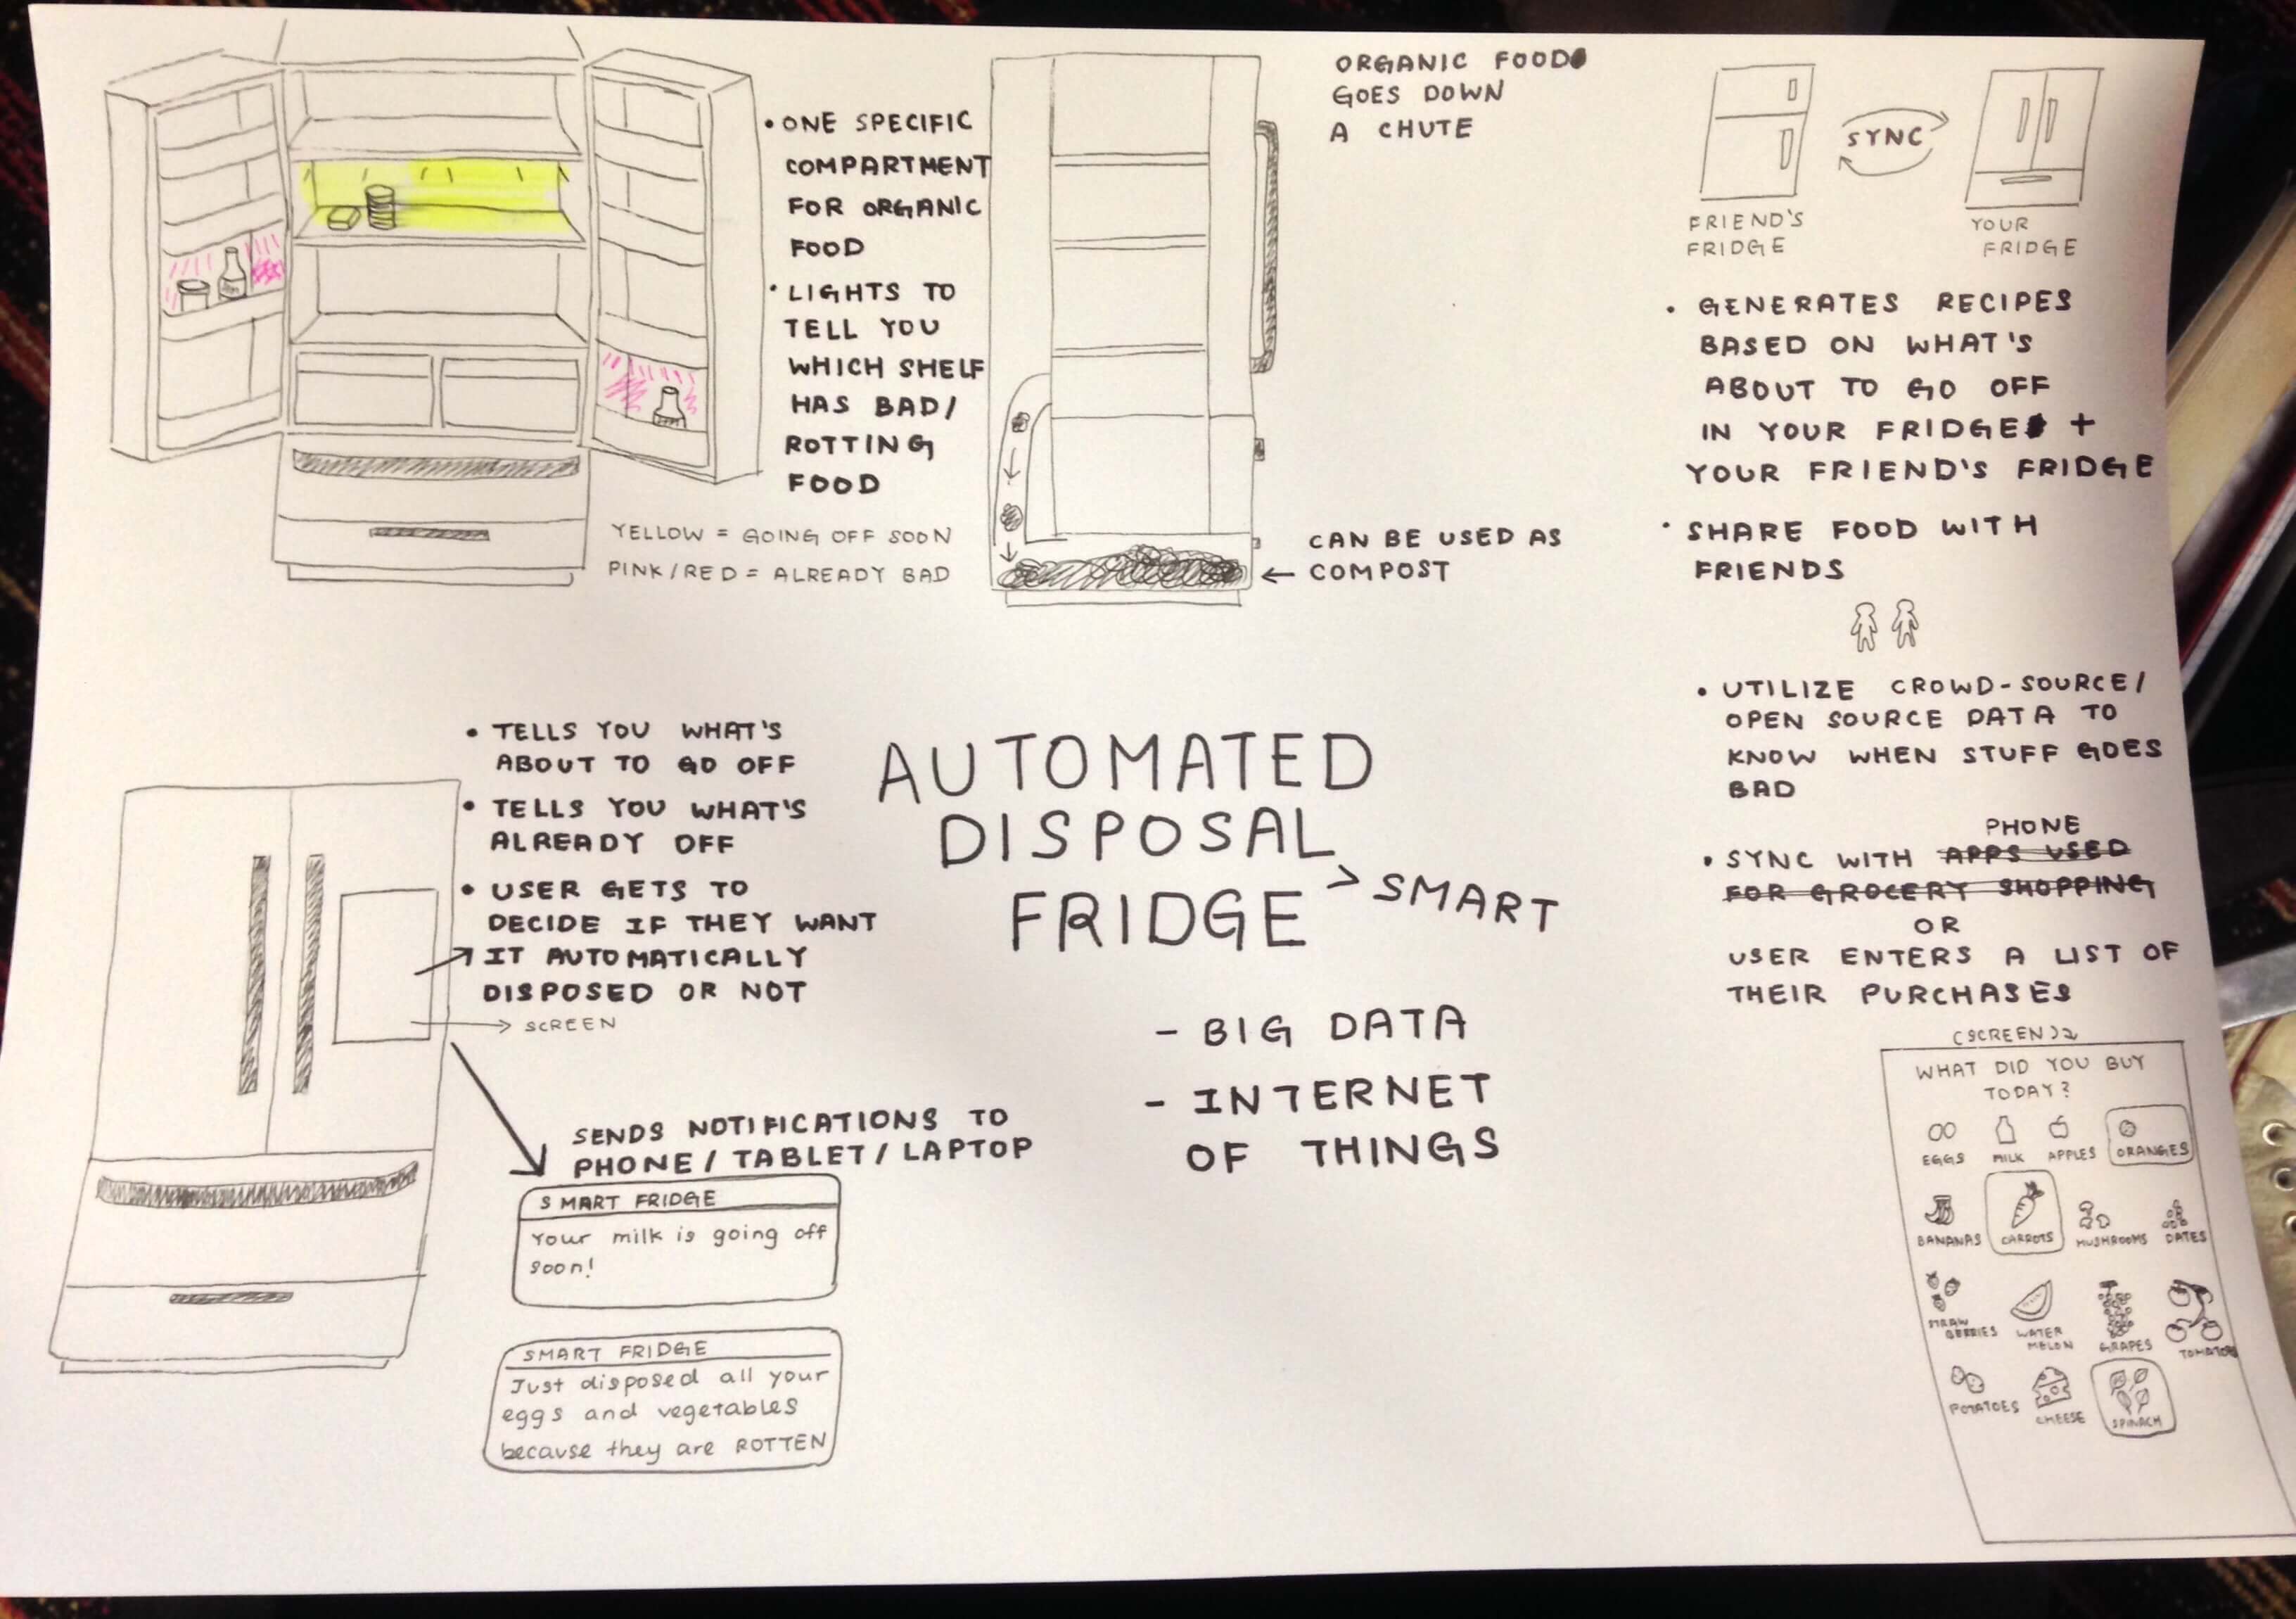 • ONE SPECIFIC
COMPARTMENT
FOR ORGANIC
FOOD
• LIGHTS TO
TELL YOU
WHICH SHELF
HAS BAD/
ROTTING
FOOD
YELLOW = GOING OFF SOON
PINK/RED = ALREADY BAD
ORGANIC FOOD
GOES DOWN
A CHUTE
CAN BE USED AS
← COMPOST
SYNC
FRIEND'S
FRIDGE
YOUR
FRIDGE
• GENERATES RECIPES
BASED ON WHAT'S
ABOUT TO GO OFF
IN YOUR FRIDGE +
YOUR FRIEND'S FRIDGE
• SHARE FOOD WITH
FRIENDS
• UTILIZE CROWD-SOURCE/
OPEN SOURCE DATA TO
KNOW WHEN STUFF GOES
BAD
PHONE
• SYNC WITH APPS USED
FOR GROCERY SHOPPING
OR
USER ENTERS A LIST OF
THEIR PURCHASES
(SCREEN)
WHAT DID YOU BUY
TODAY?
EGGS MILK APPLES ORANGES
BANANAS CARROTS MUSHROOMS DATES
STRAW
BERRIES
WATER
MELON
GRAPES
TOMATOES
POTATOES CHEESE SPINACH
• TELLS YOU WHAT'S
ABOUT TO GO OFF
• TELLS YOU WHAT'S
ALREADY OFF
• USER GETS TO
DECIDE IF THEY WANT
IT AUTOMATICALLY
DISPOSED OR NOT
→ SCREEN
SENDS NOTIFICATIONS TO
PHONE / TABLET / LAPTOP
SMART FRIDGE
Your milk is going off
soon!
SMART FRIDGE
Just disposed all your
eggs and vegetables
because they are ROTTEN
AUTOMATED
DISPOSAL
FRIDGE > SMART
- BIG DATA
- INTERNET
OF THINGS